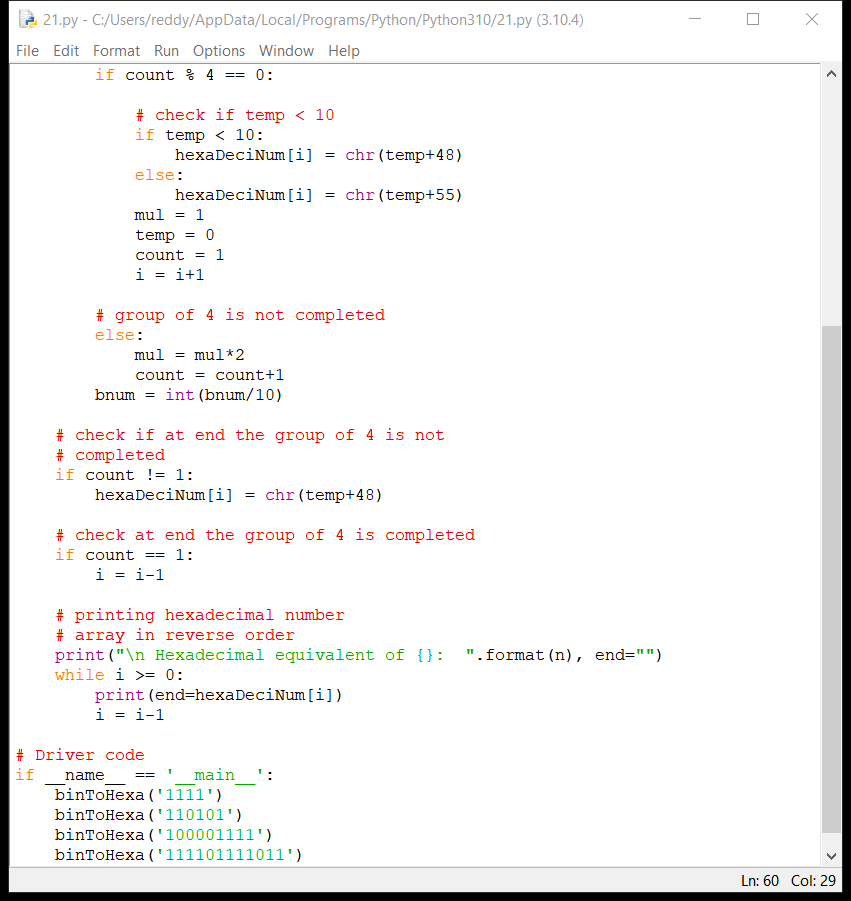 21.py - C:/Users/reddy/AppData/Local/Programs/Python/Python310/21.py (3.10.4)
File Edit Format Run Options Window Help
        if count % 4 == 0:

            # check if temp < 10
            if temp < 10:
                hexaDeciNum[i] = chr(temp+48)
            else:
                hexaDeciNum[i] = chr(temp+55)
            mul = 1
            temp = 0
            count = 1
            i = i+1

        # group of 4 is not completed
        else:
            mul = mul*2
            count = count+1
        bnum = int(bnum/10)

    # check if at end the group of 4 is not
    # completed
    if count != 1:
        hexaDeciNum[i] = chr(temp+48)

    # check at end the group of 4 is completed
    if count == 1:
        i = i-1

    # printing hexadecimal number
    # array in reverse order
    print("\n Hexadecimal equivalent of {}:  ".format(n), end="")
    while i >= 0:
        print(end=hexaDeciNum[i])
        i = i-1

# Driver code
if __name__ == '__main__':
    binToHexa('1111')
    binToHexa('110101')
    binToHexa('100001111')
    binToHexa('111101111011')
Ln: 60 Col: 29